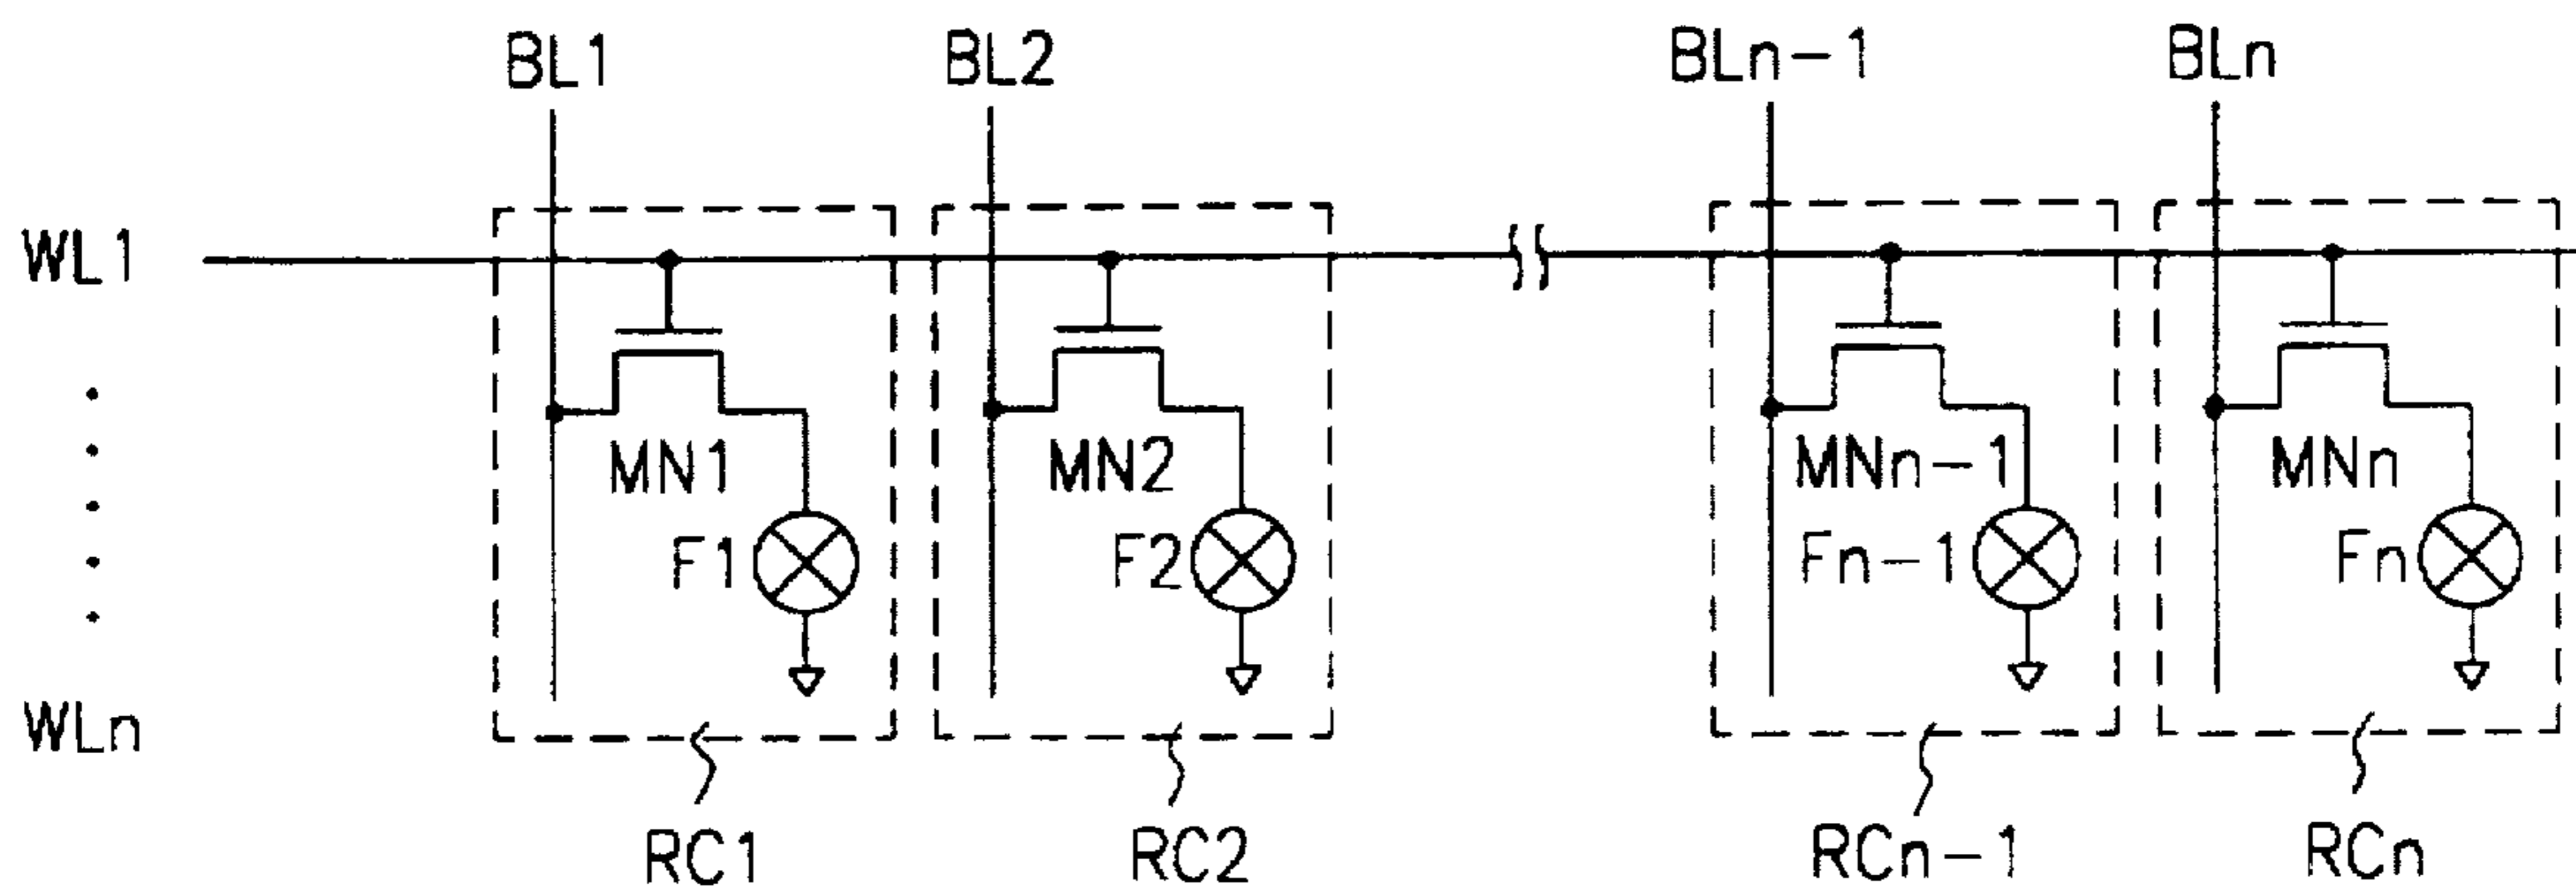 BL1 BL2 BLn-1 BLn
WL1
MN1 MN2 MNn-1 MNn
F1 F2 Fn-1 Fn
WLn
RC1 RC2 RCn-1 RCn